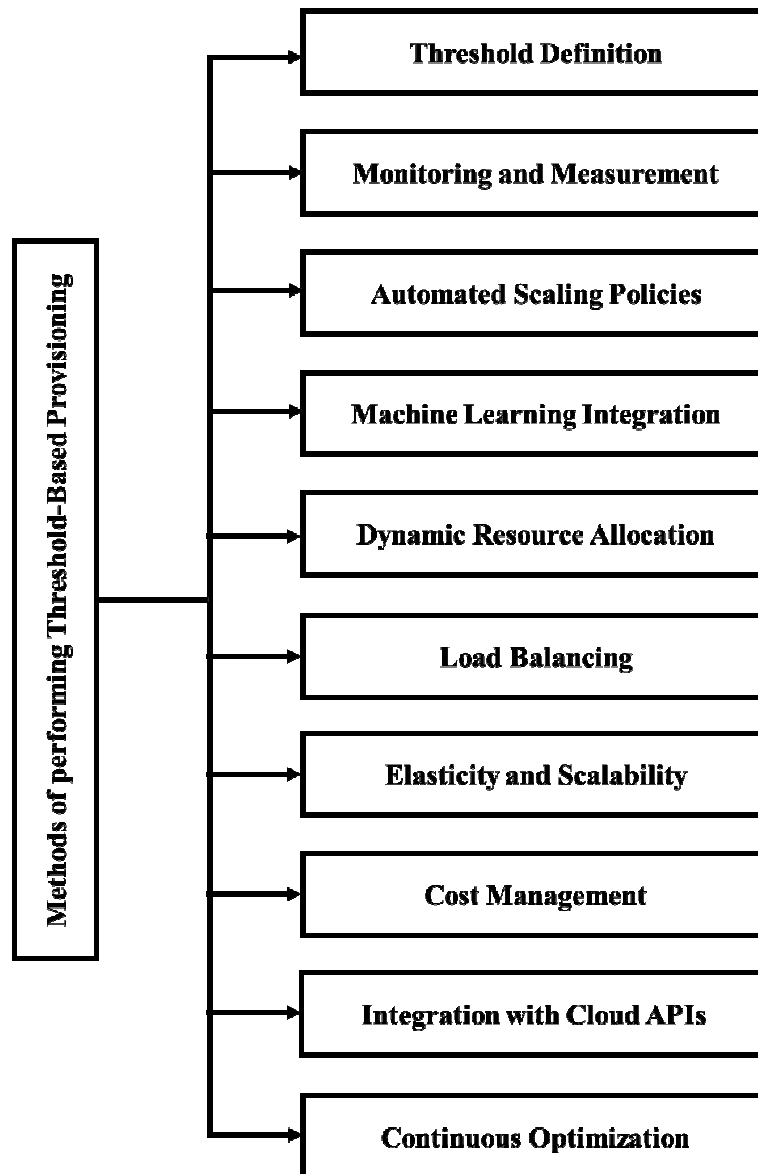 Methods of performing Threshold-Based Provisioning
Threshold Definition
Monitoring and Measurement
Automated Scaling Policies
Machine Learning Integration
Dynamic Resource Allocation
Load Balancing
Elasticity and Scalability
Cost Management
Integration with Cloud APIs
Continuous Optimization